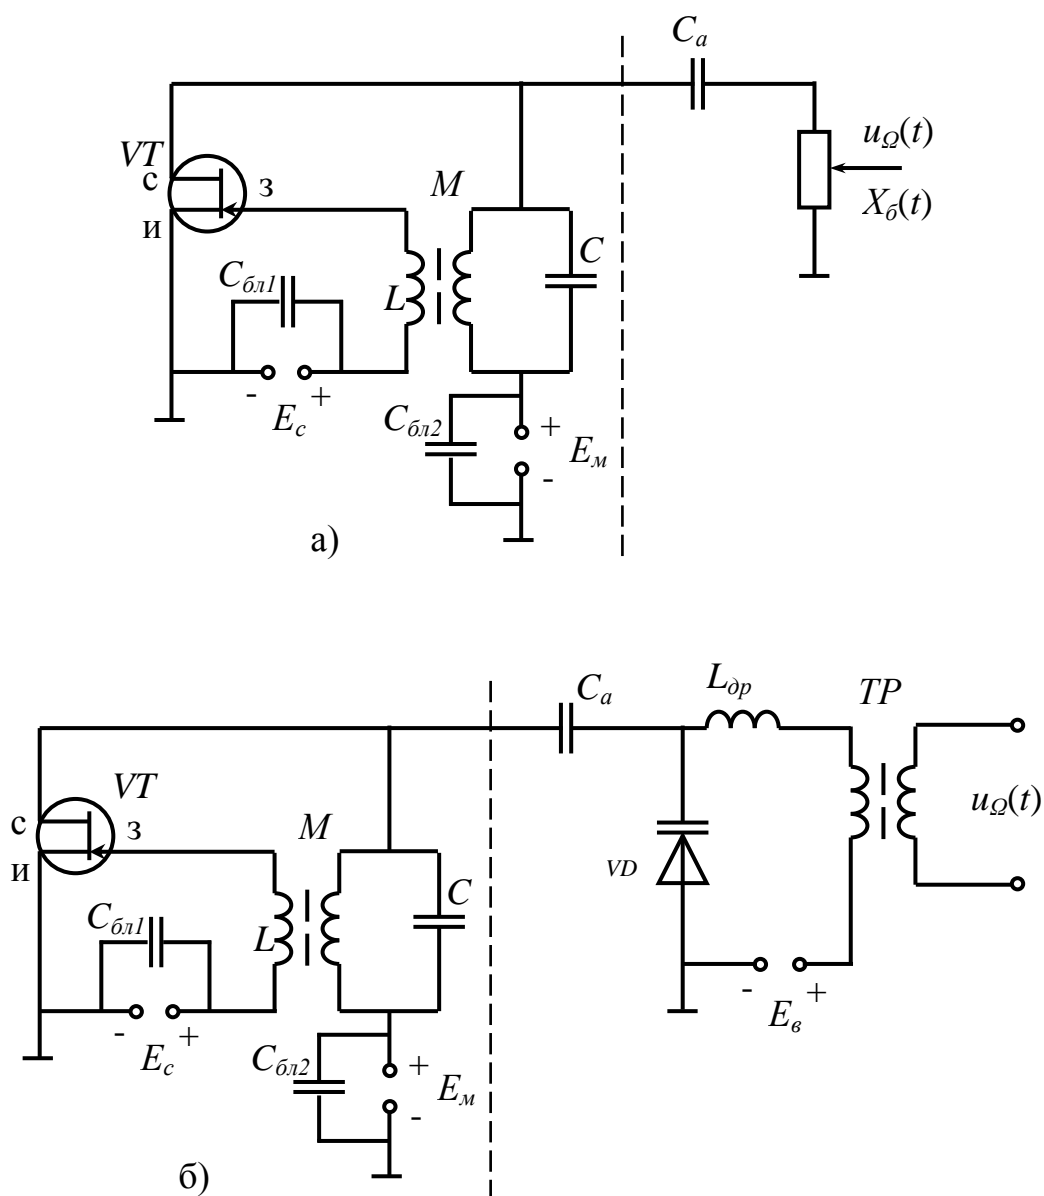 C_a
VT
с
з
и
M
u_Ω(t)
X_б(t)
C_бл1
L
C
- +
E_c
C_бл2
+
E_м
-
а)
C_a
L_др
TP
VT
с
з
и
M
u_Ω(t)
VD
C_бл1
L
C
- +
E_в
- +
E_c
C_бл2
+
E_м
-
б)